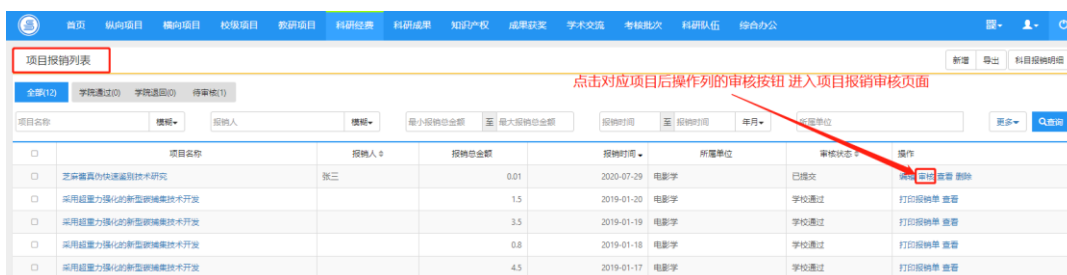 首页 纵向项目 横向项目 校级项目 教研项目 科研经费 科研成果 知识产权 成果获奖 学术交流 考核批次 科研队伍 综合办公
项目报销列表 新增 导出 科目报销明细
点击对应项目后操作列的审核按钮 进入项目报销审核页面
全部(12) 学院通过(0) 学院退回(0) 待审核(1)
项目名称 模糊 报销人 模糊 最小报销总金额 至 最大报销总金额 报销时间 至 报销时间 年月 所属单位 更多 查询
项目名称 报销人 报销总金额 报销时间 所属单位 审核状态 操作
芝麻酱真伪快速鉴别技术研究 张三 0.01 2020-07-29 电影学 已提交 编辑 审核 查看 删除
采用超重力强化的新型碳捕集技术开发 1.5 2019-01-20 电影学 学校通过 打印报销单 查看
采用超重力强化的新型碳捕集技术开发 3.5 2019-01-19 电影学 学校通过 打印报销单 查看
采用超重力强化的新型碳捕集技术开发 0.8 2019-01-18 电影学 学校通过 打印报销单 查看
采用超重力强化的新型碳捕集技术开发 4.5 2019-01-17 电影学 学校通过 打印报销单 查看